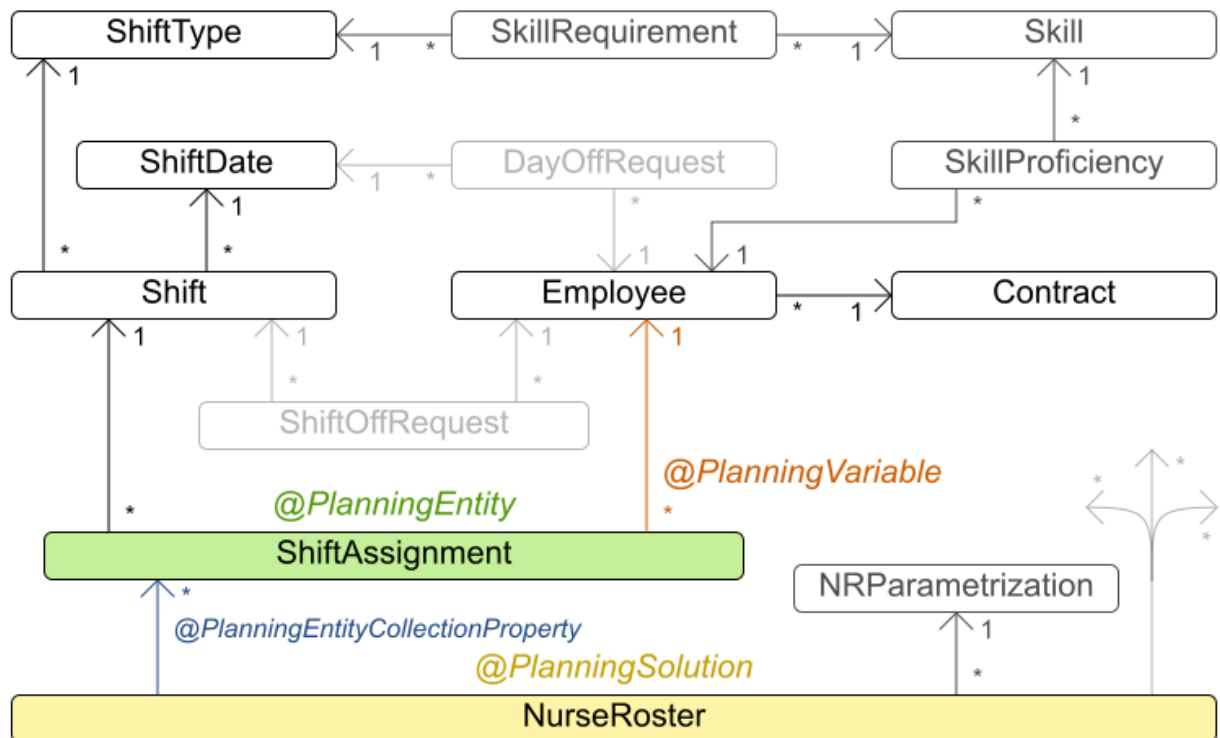 ShiftType
SkillRequirement
Skill
1
*
*
1
1
1
*
ShiftDate
DayOffRequest
SkillProficiency
1
*
1
*
*
*
*
1
1
Shift
Employee
Contract
*
1
1
1
1
1
*
*
ShiftOffRequest
@PlanningVariable
*
*
@PlanningEntity
*
*
*
ShiftAssignment
NRParametrization
*
@PlanningEntityCollectionProperty
1
@PlanningSolution
*
NurseRoster